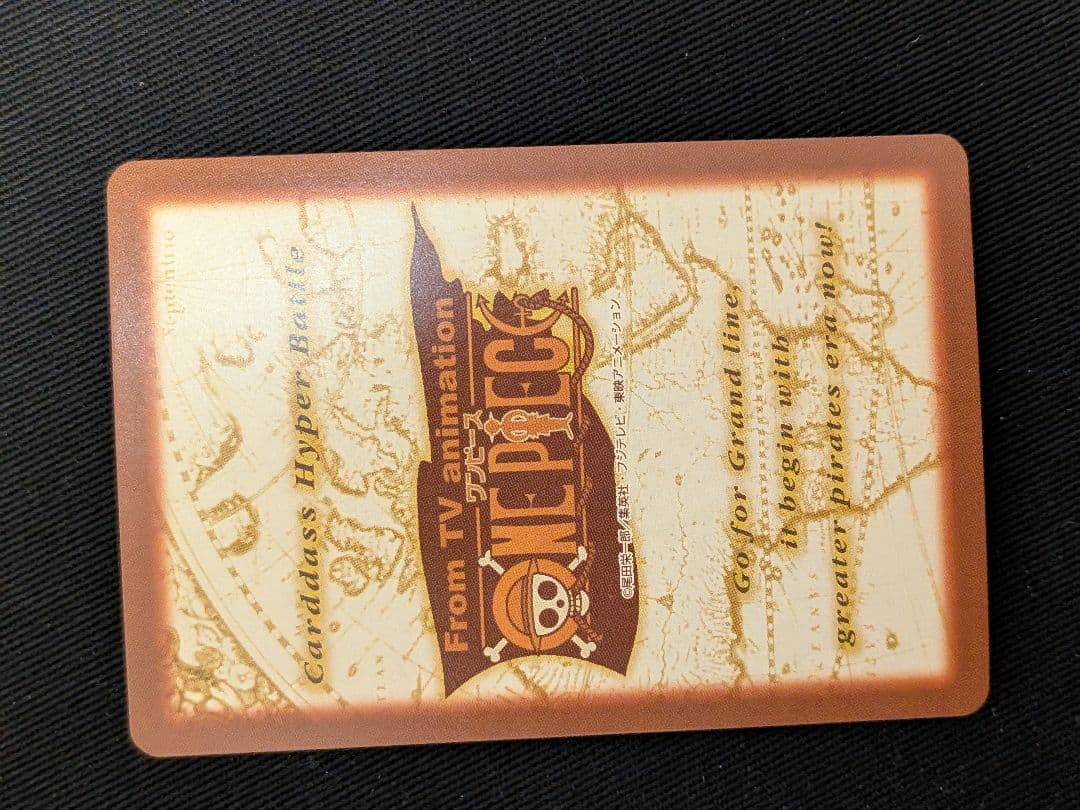 Carddass Hyper Battle
From TV animation
ワンピース
ONE PIECE
©尾田栄一郎／集英社・フジテレビ・東映アニメーション
Go for Grand line,
it begin with
greater pirates era now!